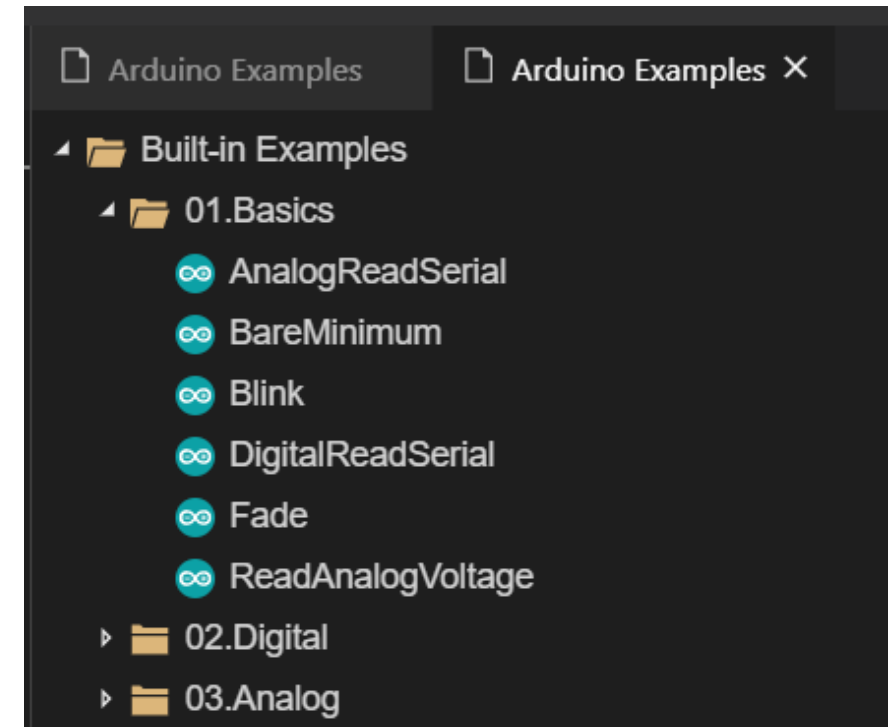 Arduino Examples Arduino Examples
Built-in Examples
01.Basics
AnalogReadSerial
BareMinimum
Blink
DigitalReadSerial
Fade
ReadAnalogVoltage
02.Digital
03.Analog